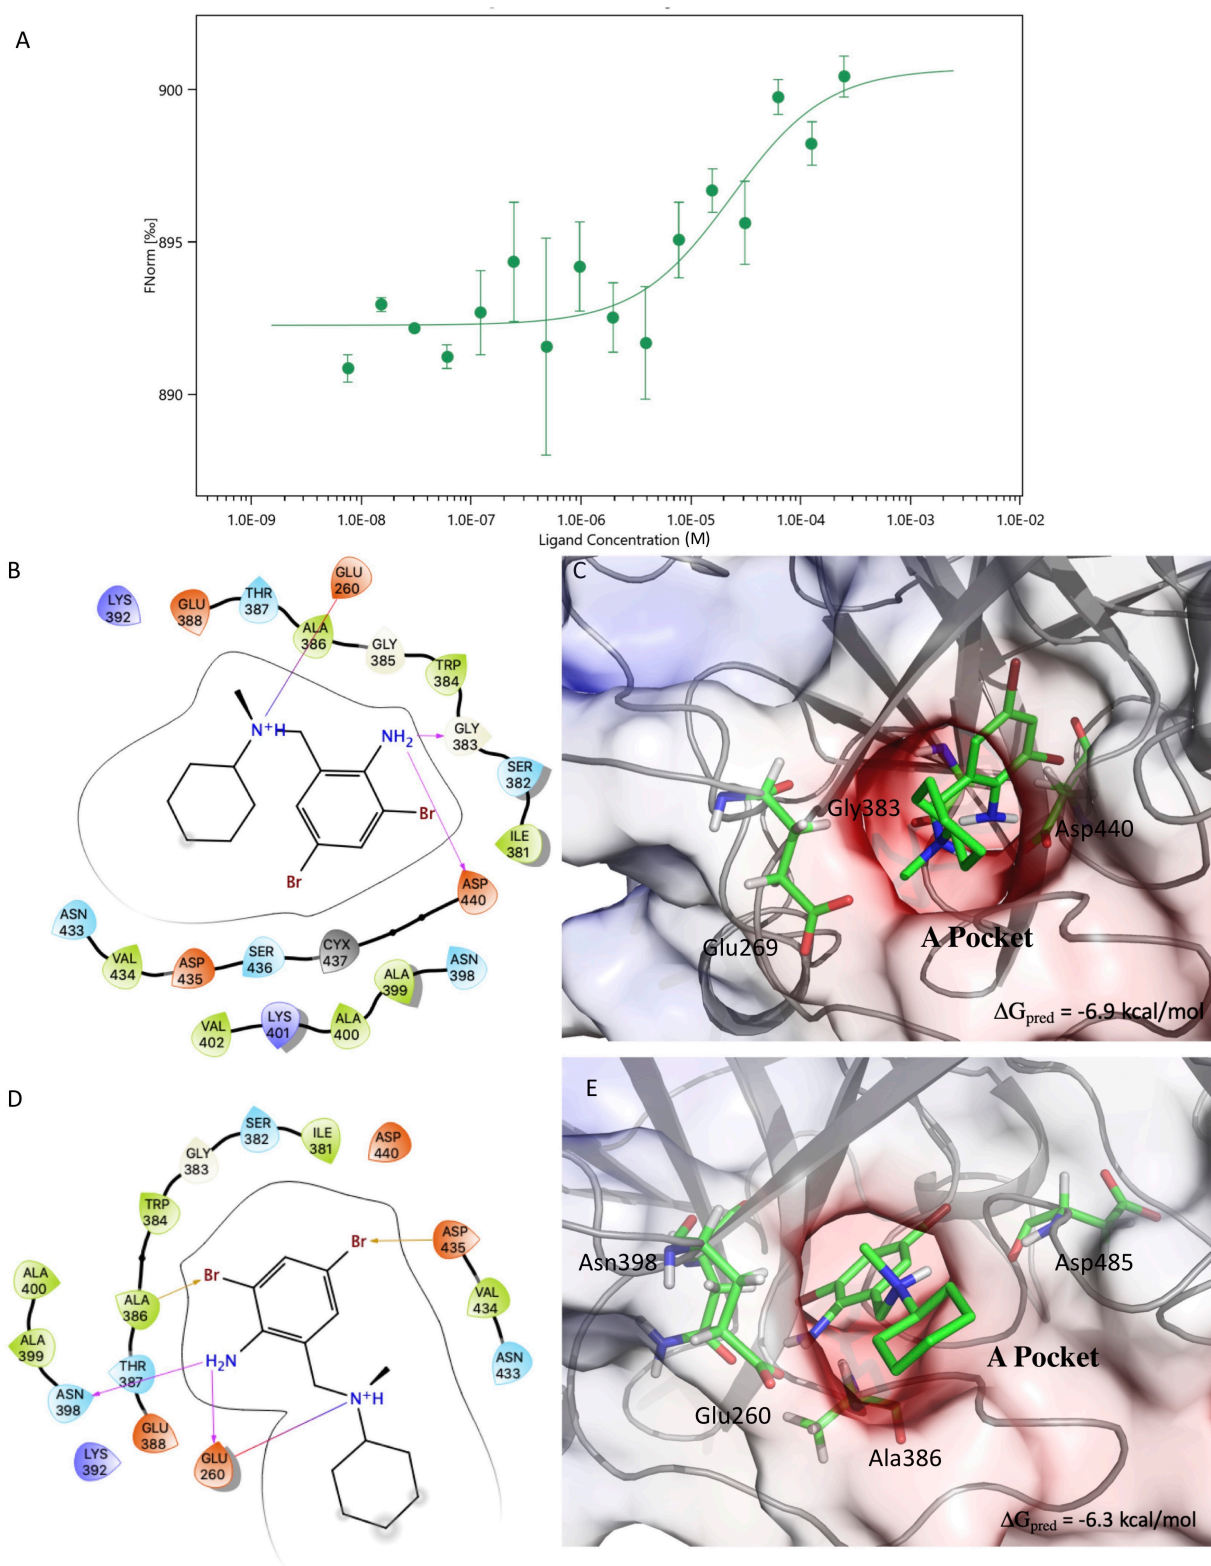 A
900
895
890
FNorm [‰]
1.0E-09
1.0E-08
1.0E-07
1.0E-06
1.0E-05
1.0E-04
1.0E-03
1.0E-02
Ligand Concentration (M)
B
LYS
392
GLU
388
THR
387
ALA
386
GLU
260
GLY
385
TRP
384
GLY
383
SER
382
ILE
381
N⁺H
NH₂
Br
Br
ASP
440
ASN
433
VAL
434
ASP
435
SER
436
CYX
437
ASN
398
ALA
399
ALA
400
LYS
401
VAL
402
C
Gly383
Asp440
Glu269
A Pocket
ΔGpred = -6.9 kcal/mol
D
SER
382
ILE
381
ASP
440
GLY
383
TRP
384
ALA
400
ALA
386
ALA
399
THR
387
ASN
398
GLU
388
LYS
392
GLU
260
Br
Br
ASP
435
VAL
434
ASN
433
H₂N
N⁺H
E
Asn398
Asp485
A Pocket
Glu260
Ala386
ΔGpred = -6.3 kcal/mol